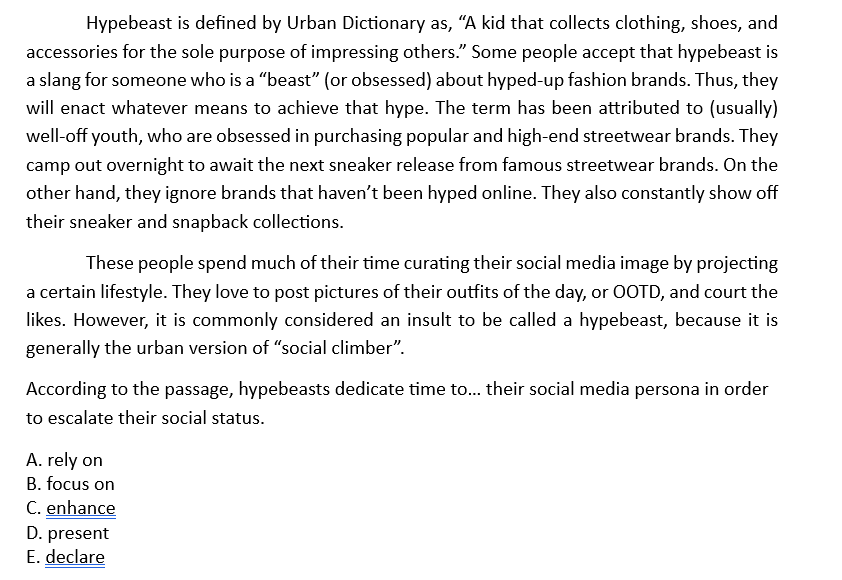 Hypebeast is defined by Urban Dictionary as, “A kid that collects clothing, shoes, and
accessories for the sole purpose of impressing others.” Some people accept that hypebeast is
a slang for someone who is a “beast” (or obsessed) about hyped-up fashion brands. Thus, they
will enact whatever means to achieve that hype. The term has been attributed to (usually)
well-off youth, who are obsessed in purchasing popular and high-end streetwear brands. They
camp out overnight to await the next sneaker release from famous streetwear brands. On the
other hand, they ignore brands that haven’t been hyped online. They also constantly show off
their sneaker and snapback collections.
These people spend much of their time curating their social media image by projecting
a certain lifestyle. They love to post pictures of their outfits of the day, or OOTD, and court the
likes. However, it is commonly considered an insult to be called a hypebeast, because it is
generally the urban version of “social climber”.
According to the passage, hypebeasts dedicate time to... their social media persona in order
to escalate their social status.
A. rely on
B. focus on
C. enhance
D. present
E. declare